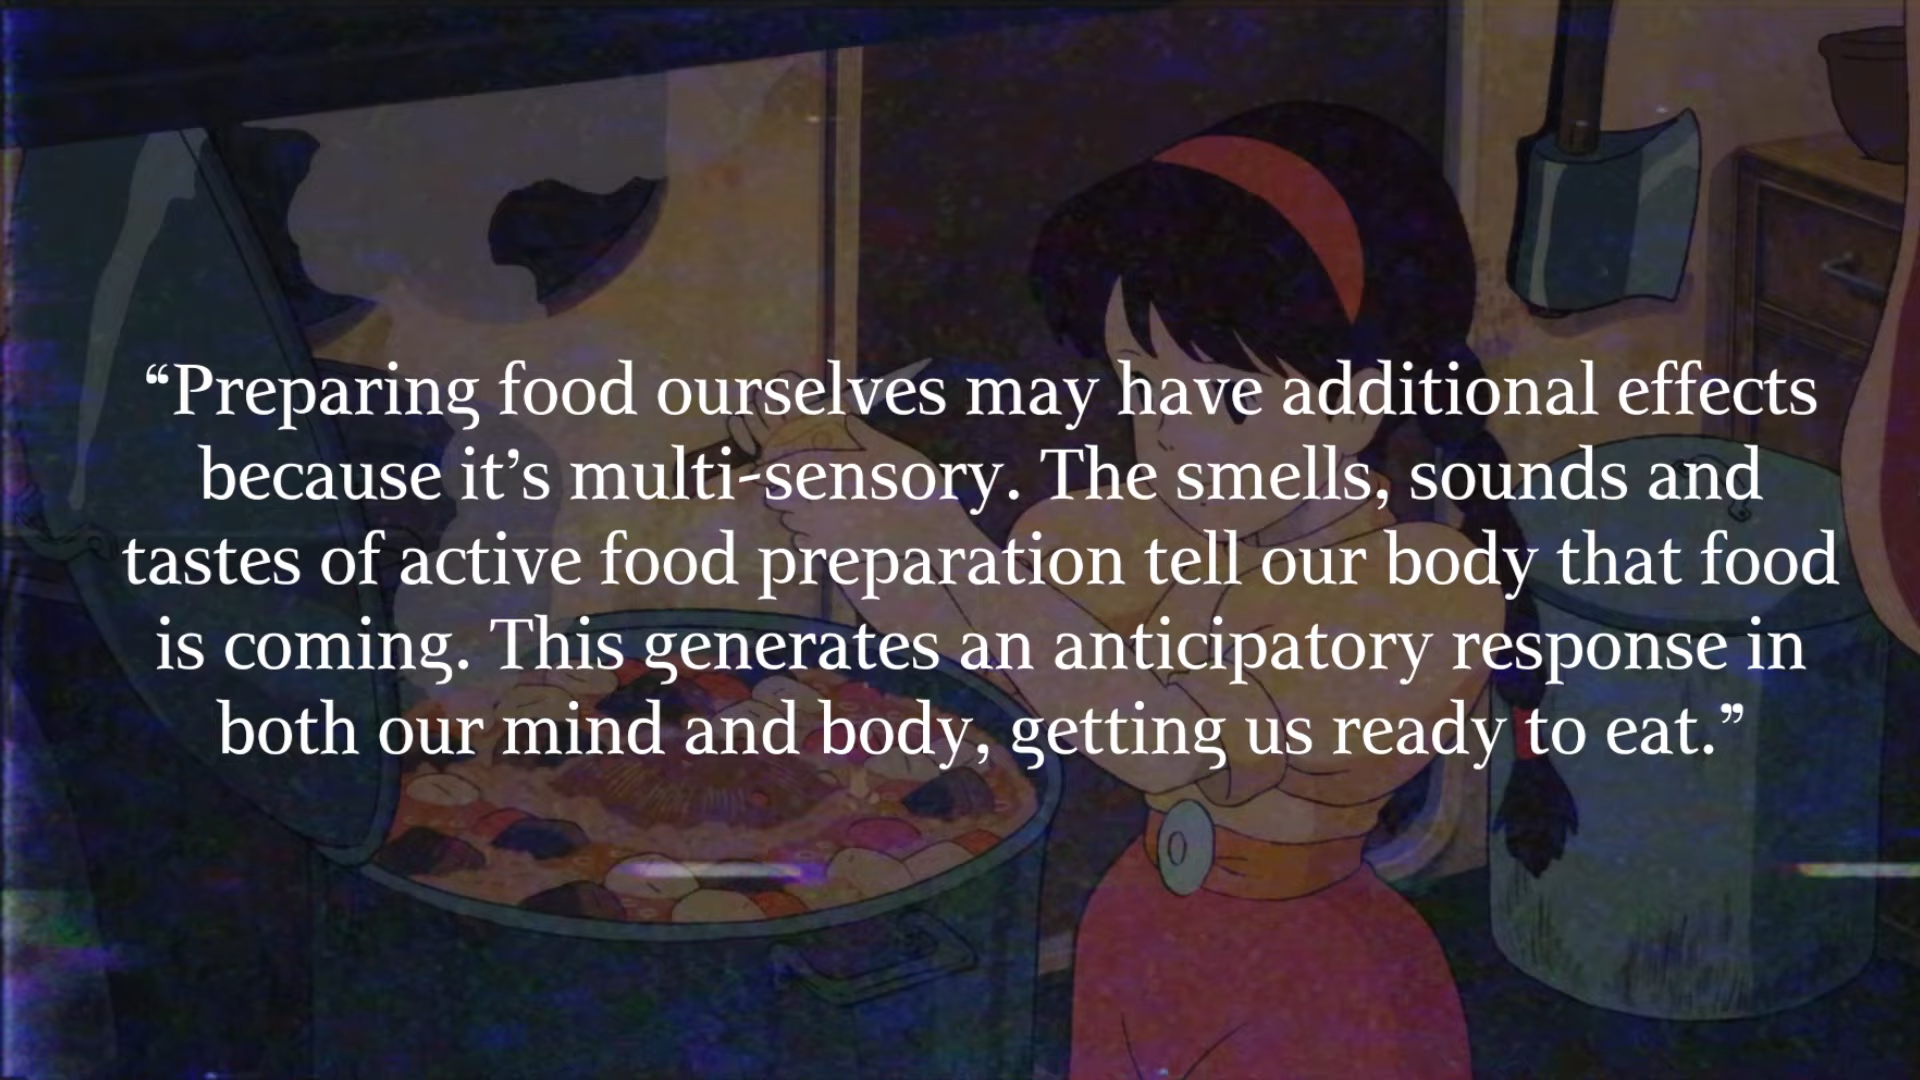 “Preparing food ourselves may have additional effects
because it’s multi-sensory. The smells, sounds and
tastes of active food preparation tell our body that food
is coming. This generates an anticipatory response in
both our mind and body, getting us ready to eat.”